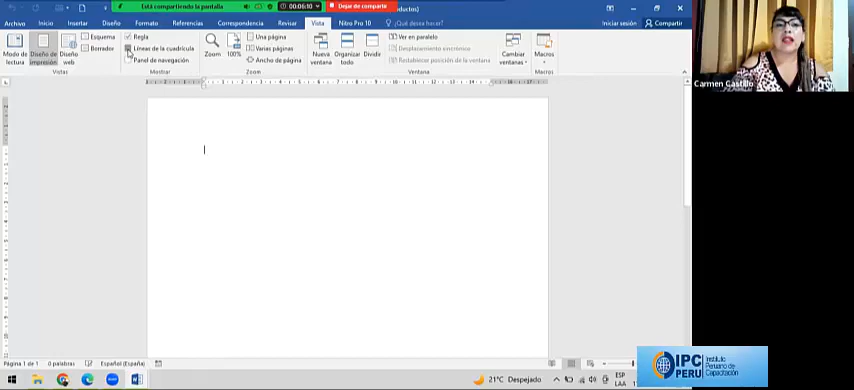 Está compartiendo la pantalla 00:06:10 Dejar de compartir
Archivo Inicio Insertar Diseño Formato Referencias Correspondencia Revisar Vista Nitro Pro 10 ¿Qué desea hacer? Iniciar sesión Compartir
Modo de lectura
Diseño de impresión
Diseño web
Esquema
Borrador
Vistas
Regla
Líneas de la cuadrícula
Panel de navegación
Mostrar
Zoom
100%
Una página
Varias páginas
Ancho de página
Zoom
Nueva ventana
Organizar todo
Dividir
Ver en paralelo
Desplazamiento sincrónico
Restablecer posición de la ventana
Ventana
Cambiar ventanas
Macros
Macros
Carmen Castillo
Página 1 de 1 0 palabras Español (España)
21°C Despejado
ESP
LAA
IPC
PERU
Instituto
Peruano de
Capacitación